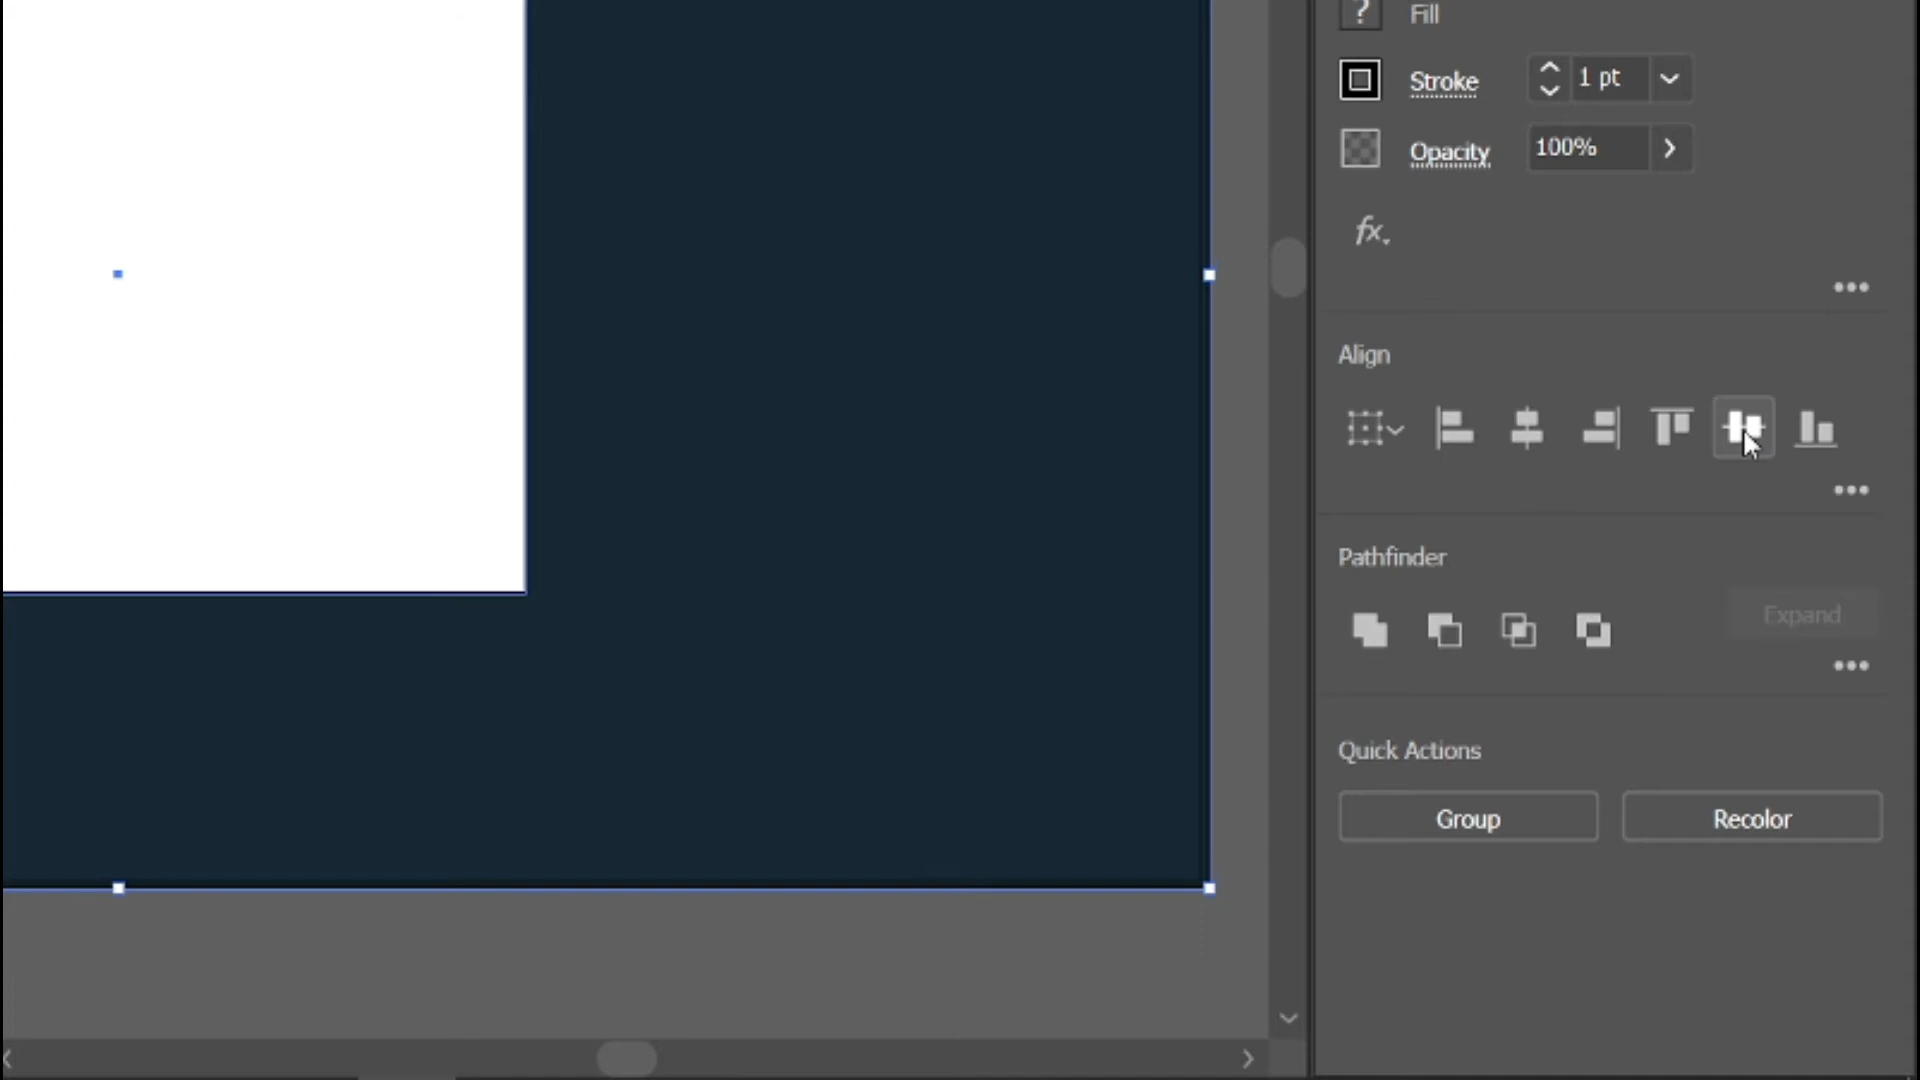 Fill
Stroke 1 pt
Opacity 100%
fx.
Align
Pathfinder
Expand
Quick Actions
Group Recolor